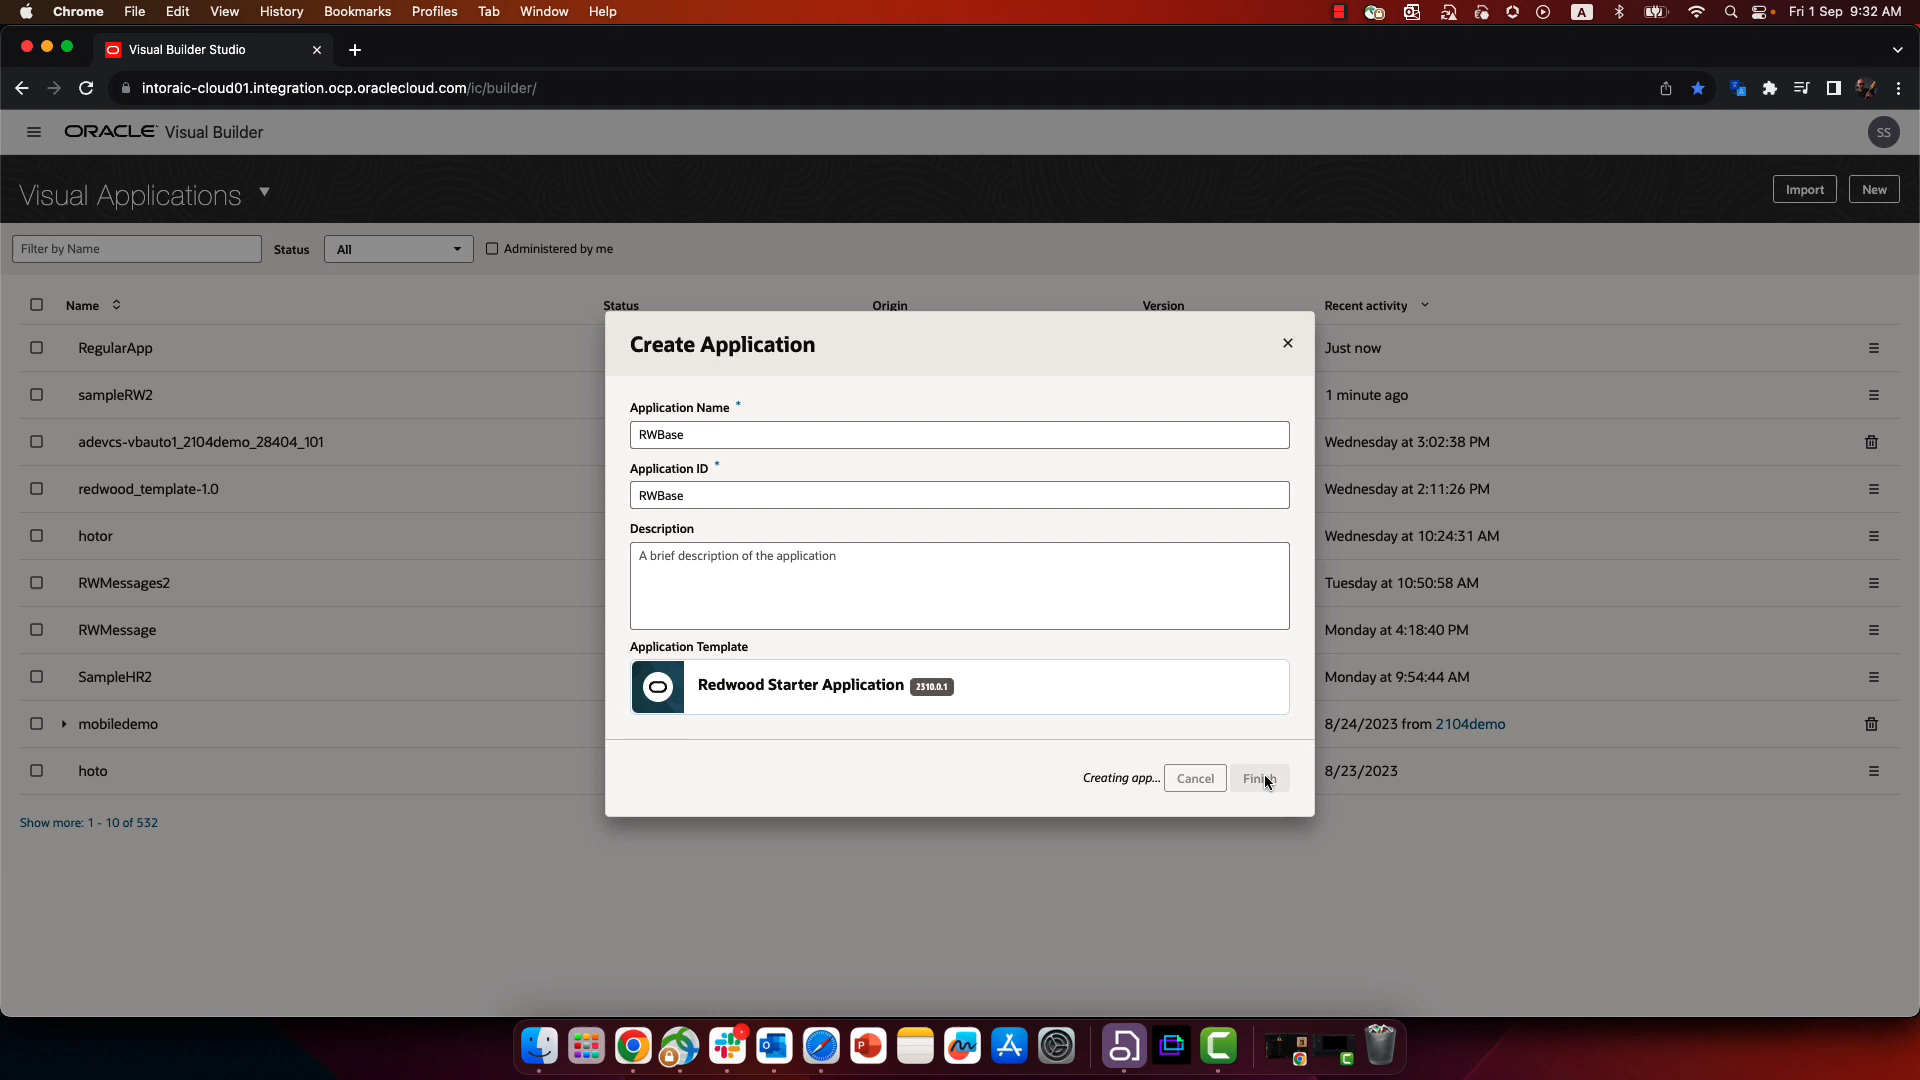 Chrome File Edit View History Bookmarks Profiles Tab Window Help A Fri 1 Sep 9:32 AM
Visual Builder Studio
intoraic-cloud01.integration.ocp.oraclecloud.com/ic/builder/
ORACLE Visual Builder SS
Visual Applications Import New
Filter by Name Status All Administered by me
Name Status Origin Version Recent activity
RegularApp Just now
sampleRW2 1 minute ago
adevcs-vbauto1_2104demo_28404_101 Wednesday at 3:02:38 PM
redwood_template-1.0 Wednesday at 2:11:26 PM
hotor Wednesday at 10:24:31 AM
RWMessages2 Tuesday at 10:50:58 AM
RWMessage Monday at 4:18:40 PM
SampleHR2 Monday at 9:54:44 AM
mobiledemo 8/24/2023 from 2104demo
hoto 8/23/2023
Show more: 1 - 10 of 532
Create Application
Application Name *
RWBase
Application ID *
RWBase
Description
A brief description of the application
Application Template
Redwood Starter Application 2310.0.1
Creating app... Cancel Finish